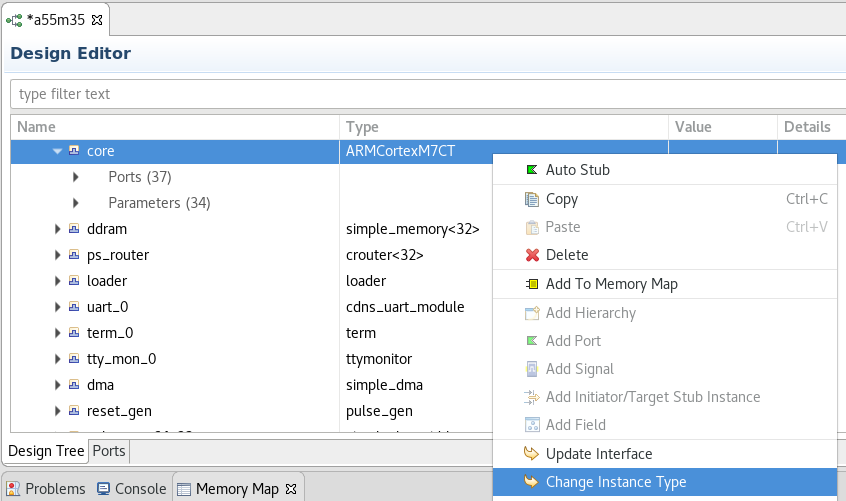 *a55m35
Design Editor
type filter text
Name Type Value Details
core ARMCortexM7CT
Ports (37)
Parameters (34)
ddram simple_memory<32>
ps_router crouter<32>
loader loader
uart_0 cdns_uart_module
term_0 term
tty_mon_0 ttymonitor
dma simple_dma
reset_gen pulse_gen
Auto Stub
Copy Ctrl+C
Paste Ctrl+V
Delete
Add To Memory Map
Add Hierarchy
Add Port
Add Signal
Add Initiator/Target Stub Instance
Add Field
Update Interface
Change Instance Type
Design Tree Ports
Problems Console Memory Map